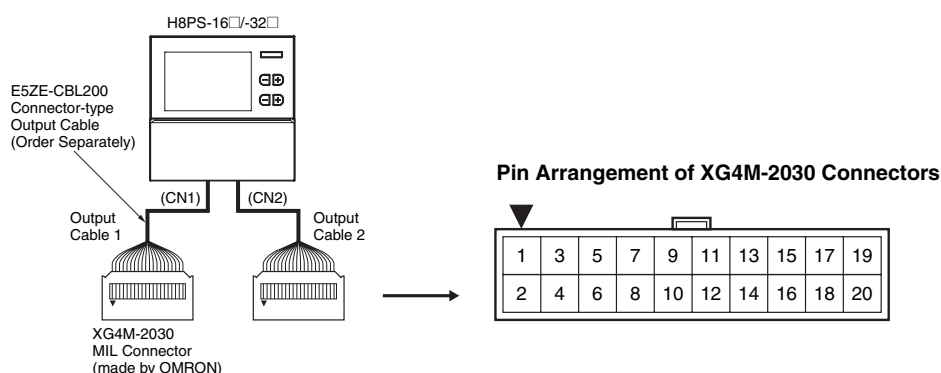 H8PS-16□/-32□
E5ZE-CBL200
Connector-type
Output Cable
(Order Separately)
(CN1)
(CN2)
Output
Cable 1
Output
Cable 2
XG4M-2030
MIL Connector
(made by OMRON)
Pin Arrangement of XG4M-2030 Connectors
1 3 5 7 9 11 13 15 17 19
2 4 6 8 10 12 14 16 18 20